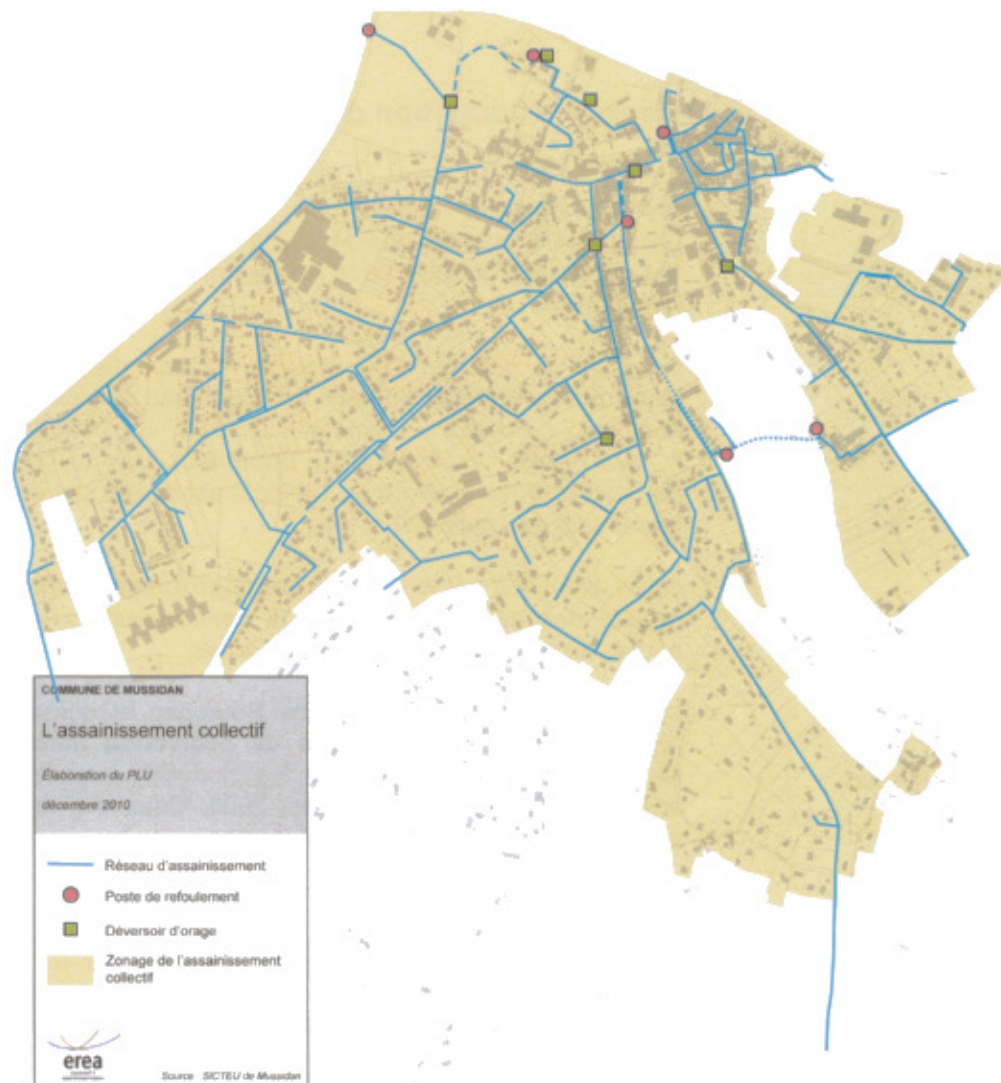 COMMUNE DE MUSSIDAN
L'assainissement collectif
Élaboration du PLU
décembre 2010
Réseau d'assainissement
Poste de refoulement
Déversoir d'orage
Zonage de l'assainissement
collectif
erea
Source SICTEU de Mussidan